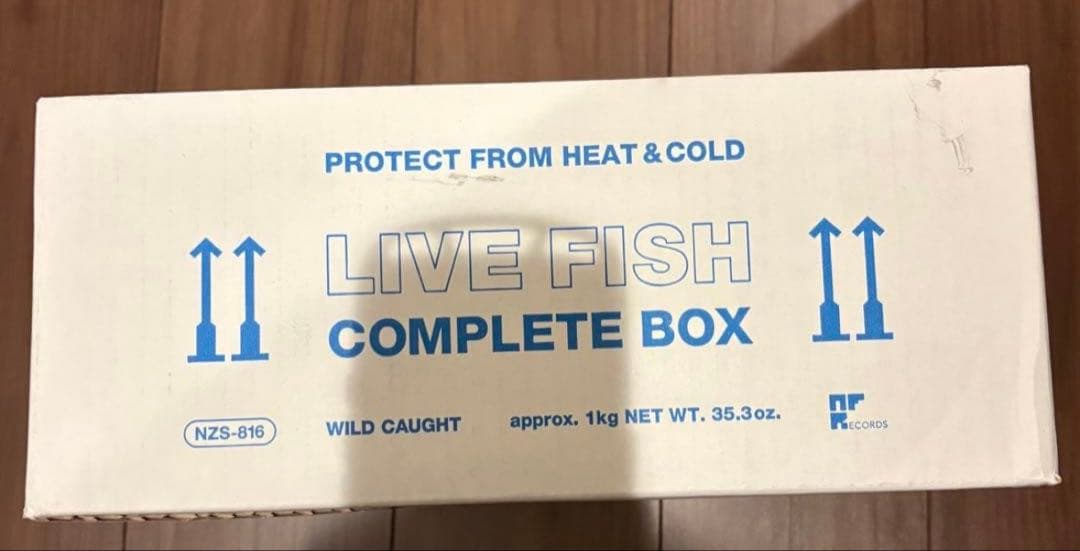 PROTECT FROM HEAT & COLD
LIVE FISH
COMPLETE BOX
NZS-816 WILD CAUGHT approx. 1kg NET WT. 35.3oz. NF RECORDS